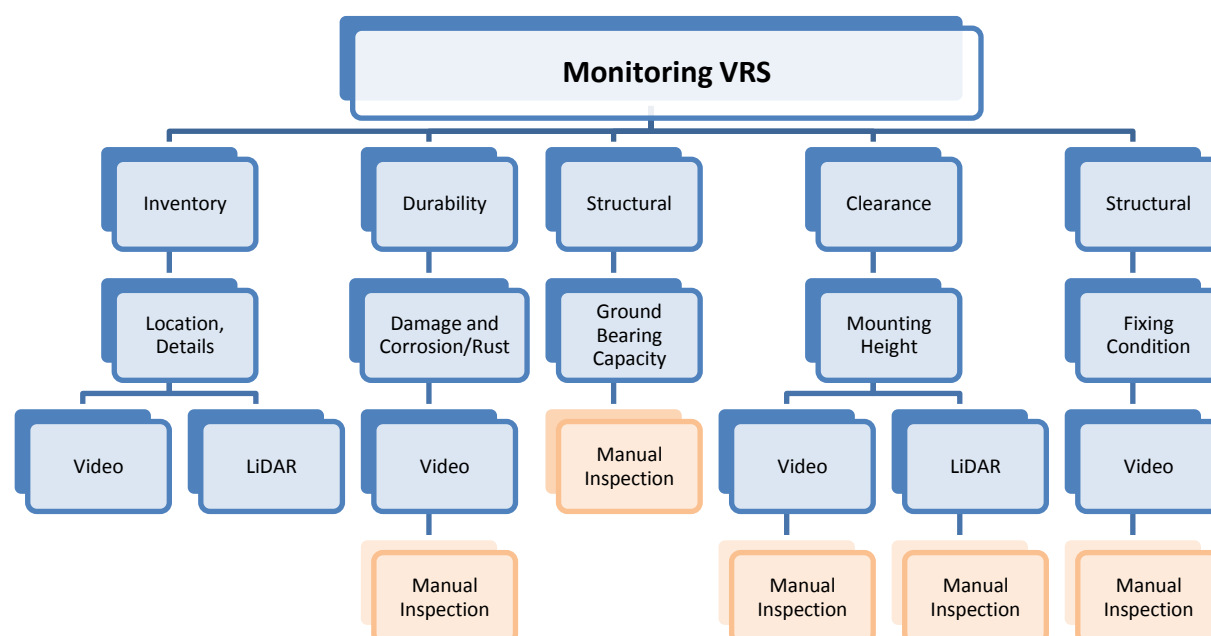 Monitoring VRS
Inventory
Durability
Structural
Clearance
Structural
Location,
Details
Damage and
Corrosion/Rust
Ground
Bearing
Capacity
Mounting
Height
Fixing
Condition
Video
LiDAR
Video
Manual
Inspection
Video
LiDAR
Video
Manual
Inspection
Manual
Inspection
Manual
Inspection
Manual
Inspection